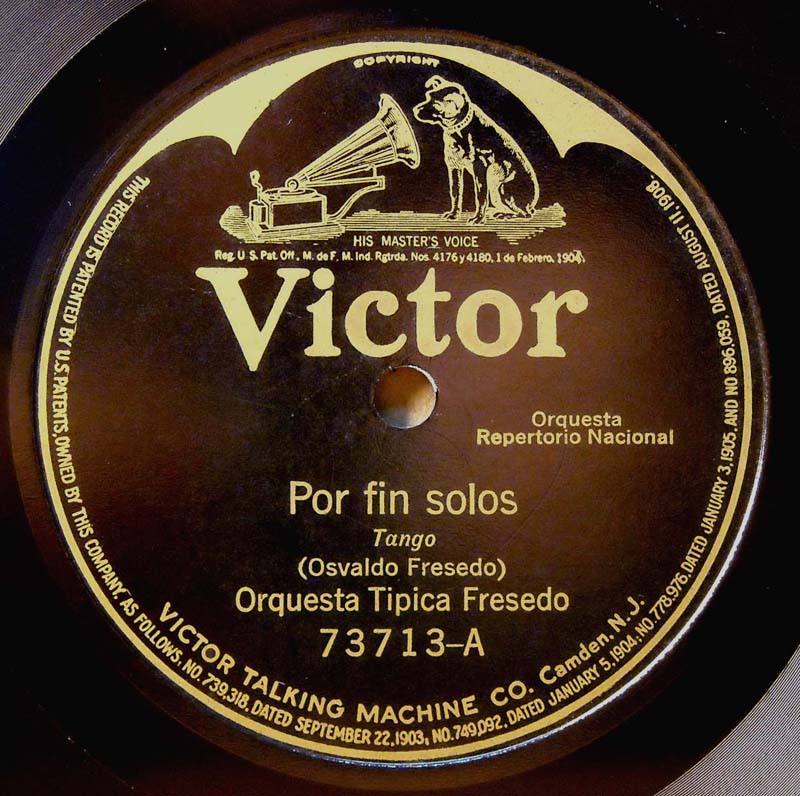 COPYRIGHT
HIS MASTER'S VOICE
Reg. U S. Pat. Off. M. de F. M. Ind. Rgtrda. Nos. 4176 y 4180, 1 de Febrero, 1904,
Victor
Orquesta
Repertorio Nacional
Por fin solos
Tango
(Osvaldo Fresedo)
Orquesta Tipica Fresedo
73713-A
VICTOR TALKING MACHINE CO. Camden, N. J.
THIS RECORD IS PATENTED BY U.S. PATENTS, OWNED BY THIS COMPANY, AS FOLLOWS, NO. 739,318, DATED SEPTEMBER 22, 1903, NO. 749,092, DATED JANUARY 5, 1904, NO. 778,976, DATED JANUARY 3, 1905, AND NO 896,059, DATED AUGUST 11, 1908.